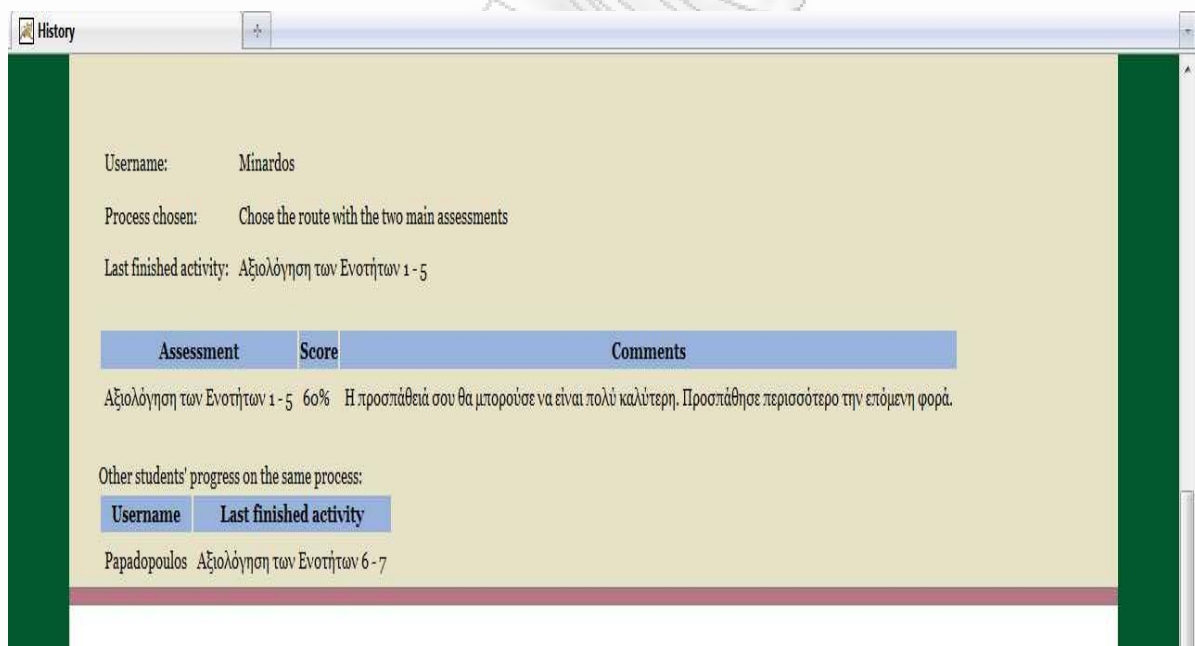 History
Username: Minardos
Process chosen: Chose the route with the two main assessments
Last finished activity: Αξιολόγηση των Ενοτήτων 1 - 5
Assessment Score Comments
Αξιολόγηση των Ενοτήτων 1 - 5 60% Η προσπάθειά σου θα μπορούσε να είναι πολύ καλύτερη. Προσπάθησε περισσότερο την επόμενη φορά.
Other students' progress on the same process:
Username Last finished activity
Papadopoulos Αξιολόγηση των Ενοτήτων 6 - 7